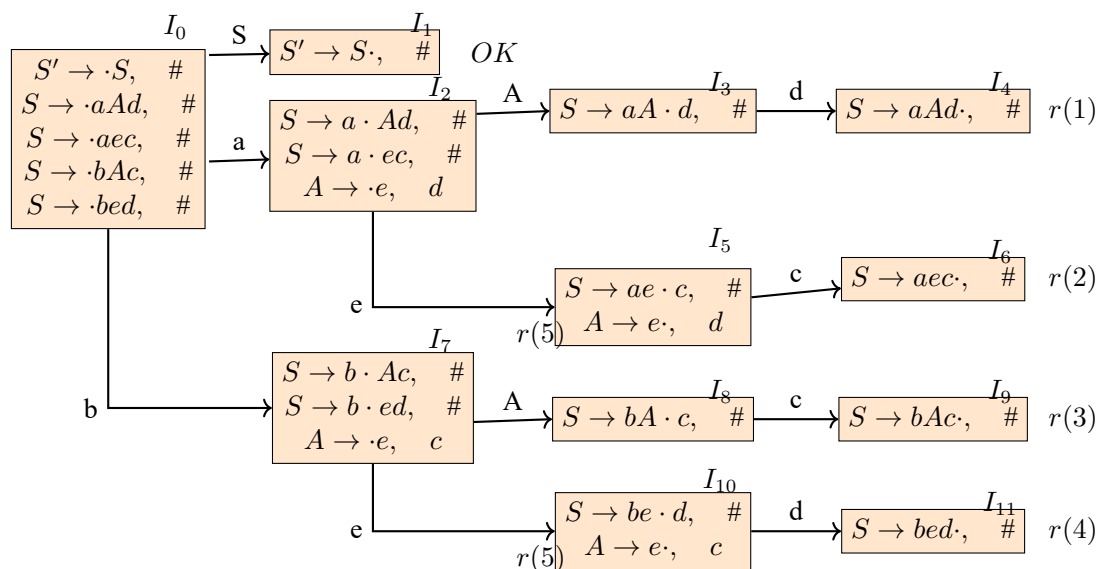 I₀
S′ → ·S, #
S → ·aAd, #
S → ·aec, #
S → ·bAc, #
S → ·bed, #
S
I₁
S′ → S·, #
OK
a
I₂
S → a · Ad, #
S → a · ec, #
A → ·e, d
A
I₃
S → aA · d, #
d
I₄
S → aAd·, #
r(1)
e
I₅
S → ae · c, #
A → e·, d
r(5)
c
I₆
S → aec·, #
r(2)
b
I₇
S → b · Ac, #
S → b · ed, #
A → ·e, c
A
I₈
S → bA · c, #
c
I₉
S → bAc·, #
r(3)
e
I₁₀
S → be · d, #
A → e·, c
r(5)
d
I₁₁
S → bed·, #
r(4)